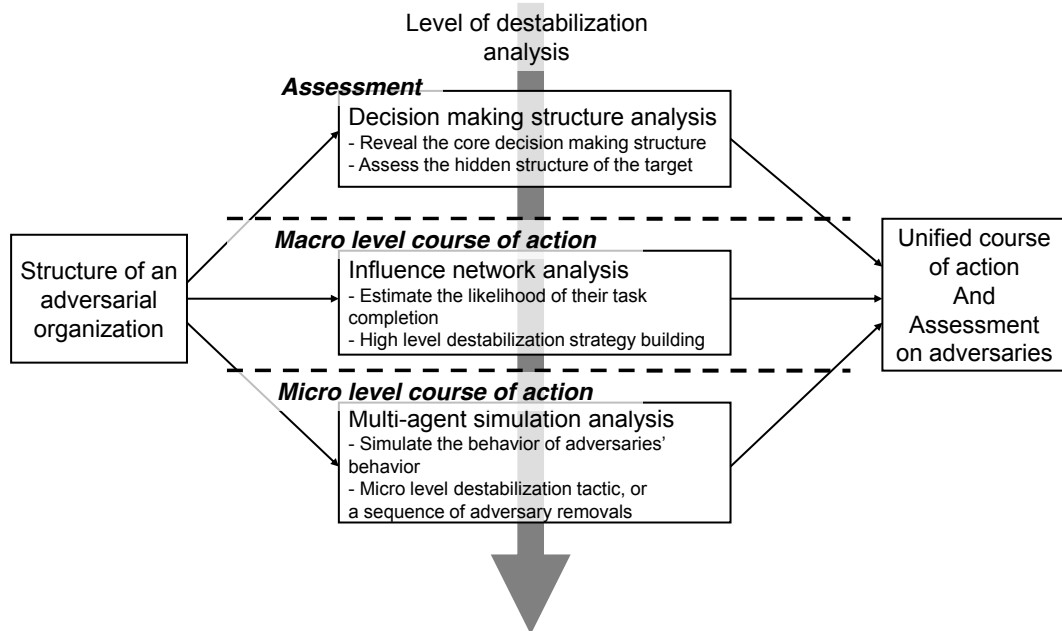 Level of destabilization
analysis
Assessment
Decision making structure analysis
- Reveal the core decision making structure
- Assess the hidden structure of the target
Structure of an
adversarial
organization
Macro level course of action
Influence network analysis
- Estimate the likelihood of their task
completion
- High level destabilization strategy building
Unified course
of action
And
Assessment
on adversaries
Micro level course of action
Multi-agent simulation analysis
- Simulate the behavior of adversaries’
behavior
- Micro level destabilization tactic, or
a sequence of adversary removals